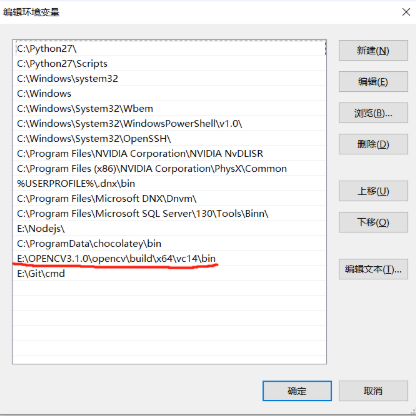 编辑环境变量
C:\Python27\
C:\Python27\Scripts
C:\Windows\system32
C:\Windows
C:\Windows\System32\Wbem
C:\Windows\System32\WindowsPowerShell\v1.0\
C:\Windows\System32\OpenSSH\
C:\Program Files\NVIDIA Corporation\NVIDIA NvDLISR
C:\Program Files (x86)\NVIDIA Corporation\PhysX\Common
%USERPROFILE%\.dnx\bin
C:\Program Files\Microsoft DNX\Dnvm\
C:\Program Files\Microsoft SQL Server\130\Tools\Binn\
E:\Nodejs\
C:\ProgramData\chocolatey\bin
E:\OPENCV3.1.0\opencv\build\x64\vc14\bin
E:\Git\cmd
新建(N)
编辑(E)
浏览(B)...
删除(D)
上移(U)
下移(O)
编辑文本(T)...
确定
取消